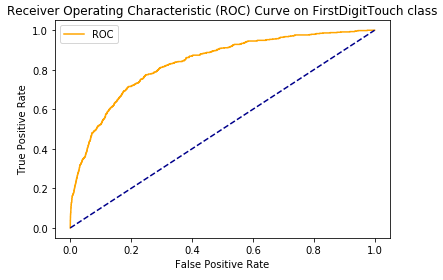 Receiver Operating Characteristic (ROC) Curve on FirstDigitTouch class
ROC
1.0
0.8
0.6
0.4
0.2
0.0
True Positive Rate
0.0 0.2 0.4 0.6 0.8 1.0
False Positive Rate